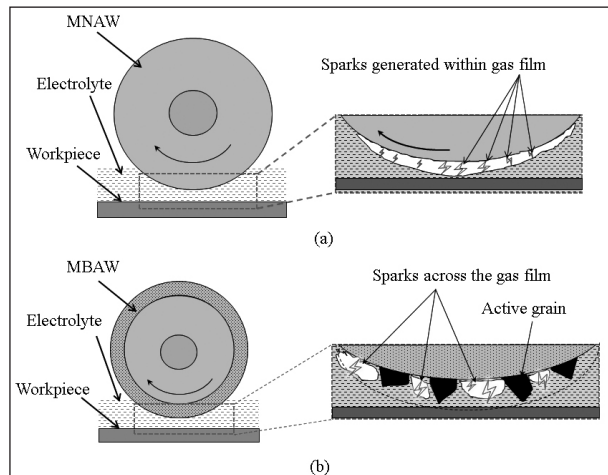 MNAW
Electrolyte
Workpiece
Sparks generated within gas film
(a)
MBAW
Electrolyte
Workpiece
Sparks across the gas film
Active grain
(b)